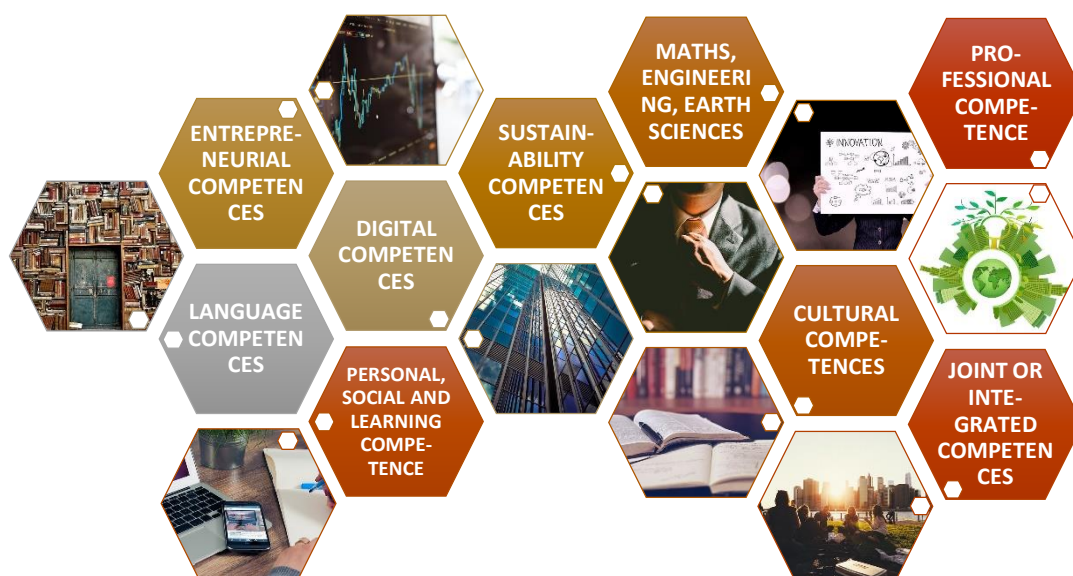 ENTREPRE-
NEURIAL
COMPETEN
CES
LANGUAGE
COMPETEN
CES
DIGITAL
COMPETEN
CES
PERSONAL,
SOCIAL AND
LEARNING
COMPE-
TENCE
SUSTAIN-
ABILITY
COMPETEN
CES
MATHS,
ENGINEERI
NG, EARTH
SCIENCES
INNOVATION
CULTURAL
COMPE-
TENCES
PRO-
FESSIONAL
COMPE-
TENCE
JOINT OR
INTE-
GRATED
COMPETEN
CES